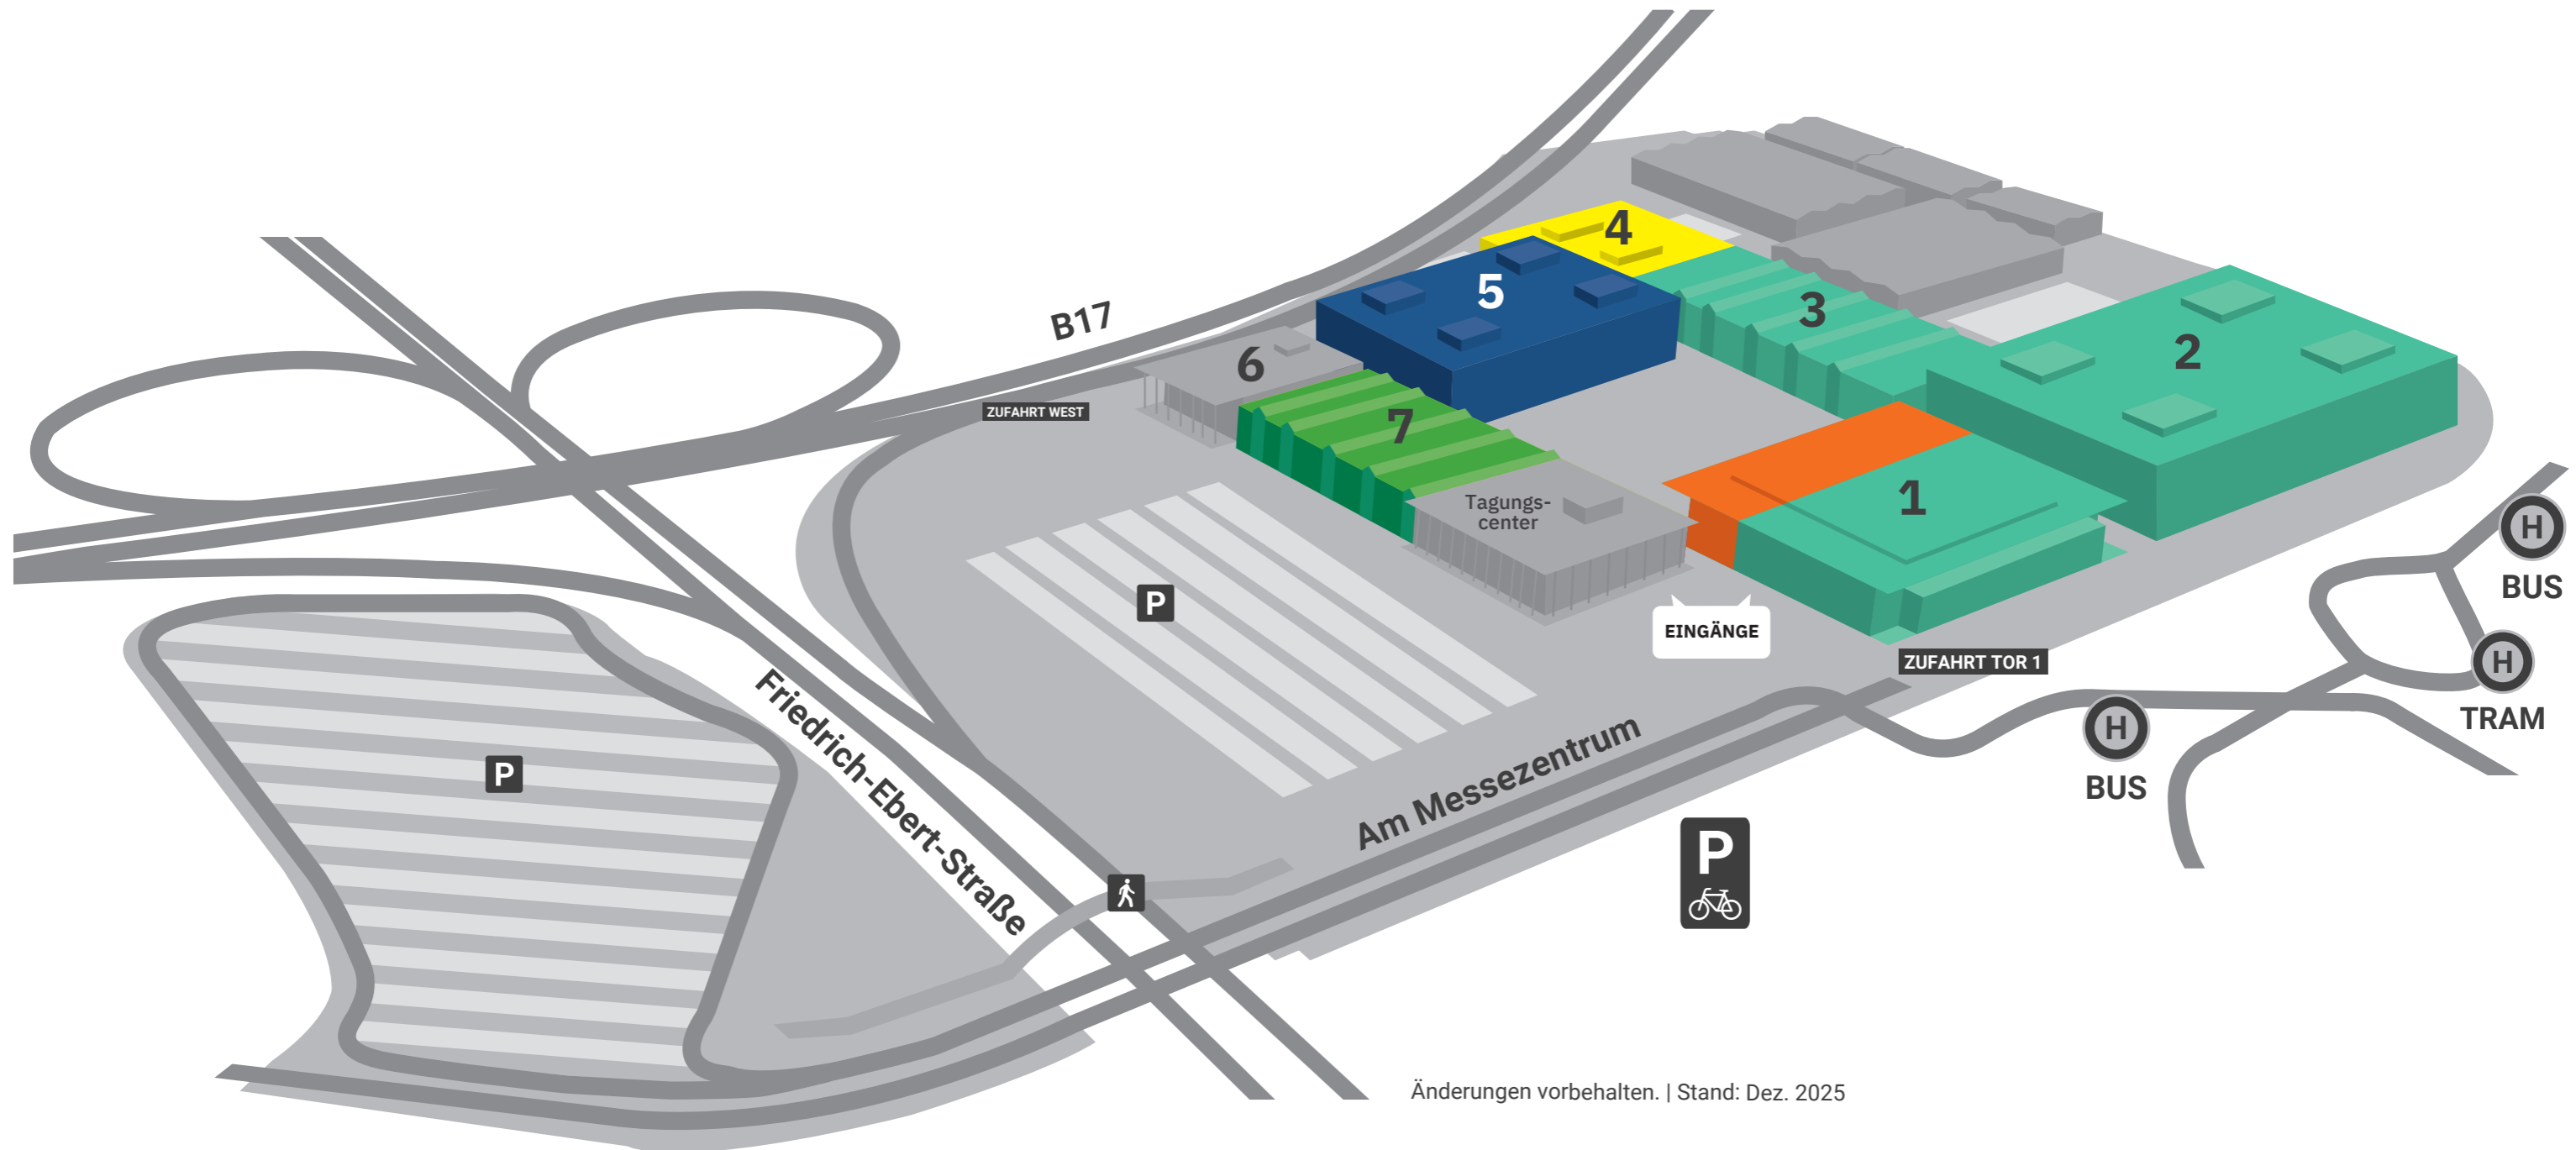 4
5
3
B17
2
6
ZUFAHRT WEST
7
1
Tagungs-
center
H
BUS
P
EINGÄNGE
ZUFAHRT TOR 1
H
TRAM
H
BUS
P
Friedrich-Ebert-Straße
Am Messezentrum
P
Änderungen vorbehalten. | Stand: Dez. 2025